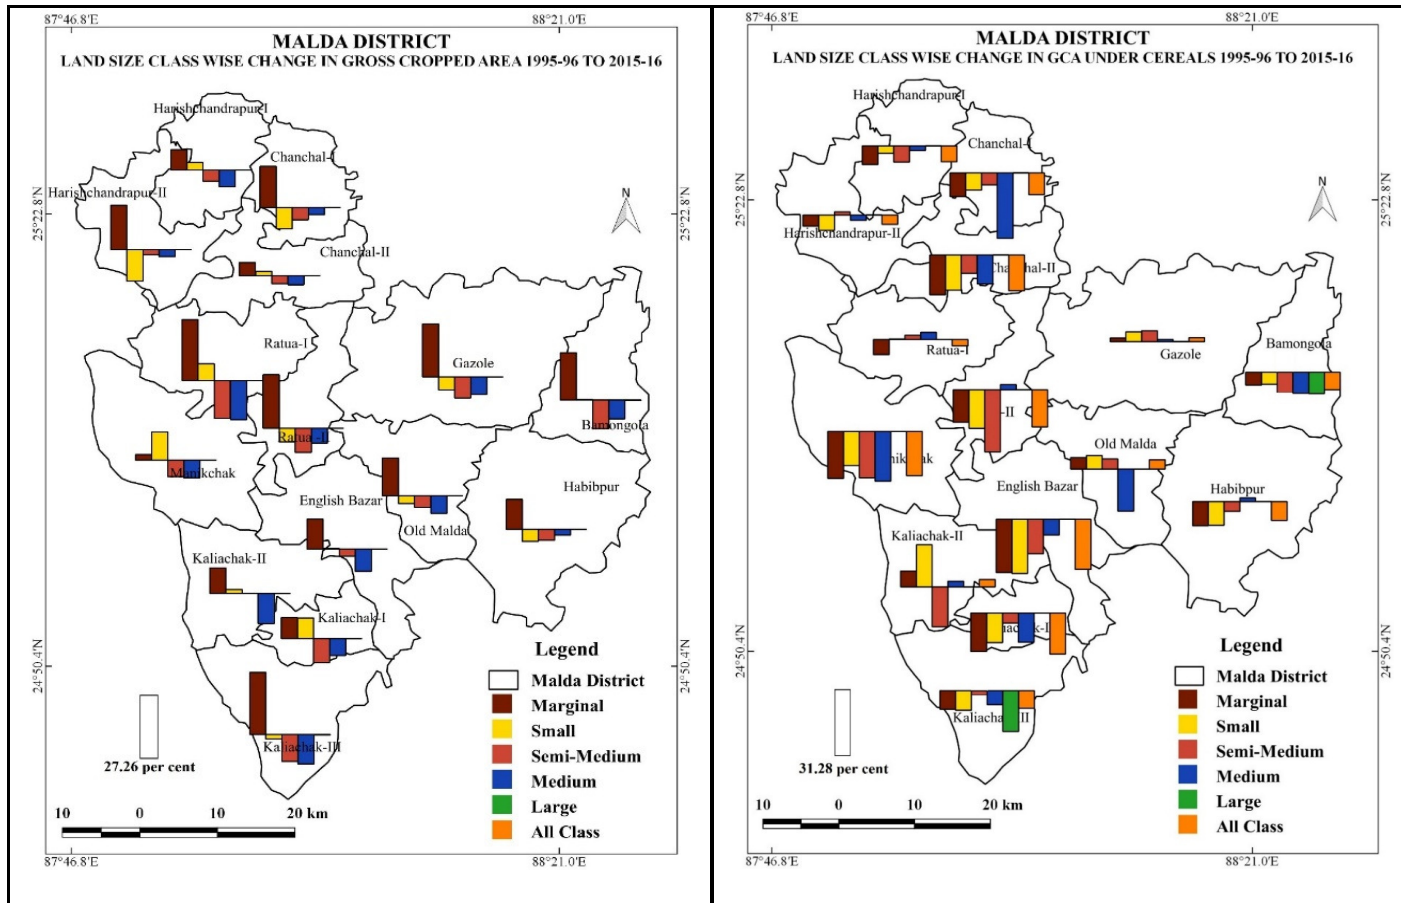 87°46.8'E 88°21.0'E
MALDA DISTRICT
LAND SIZE CLASS WISE CHANGE IN GROSS CROPPED AREA 1995-96 TO 2015-16
Harishchandrapur-I
Chanchal-I
Harishchandrapur-II
N
25°22.8'N 25°22.8'N
Chanchal-II
Ratua-I
Gazole
Bamongola
Ratua-II
Manikchak
English Bazar
Habibpur
Old Malda
Kaliachak-II
Kaliachak-I
Legend
24°50.4'N 24°50.4'N
Malda District
Marginal
Small
Kaliachak-III
Semi-Medium
27.26 per cent
Medium
Large
10 0 10 20 km
All Class
87°46.8'E 88°21.0'E
87°46.8'E 88°21.0'E
MALDA DISTRICT
LAND SIZE CLASS WISE CHANGE IN GCA UNDER CEREALS 1995-96 TO 2015-16
Harishchandrapur-I
Chanchal-I
N
25°22.8'N 25°22.8'N
Harishchandrapur-II
Chanchal-II
Ratua-I
Gazole
Bamongola
-II
Old Malda
English Bazar
Habibpur
Kaliachak-II
Legend
24°50.4'N 24°50.4'N
Malda District
Marginal
Small
Semi-Medium
31.28 per cent
Medium
Large
10 0 10 20 km
All Class
87°46.8'E 88°21.0'E